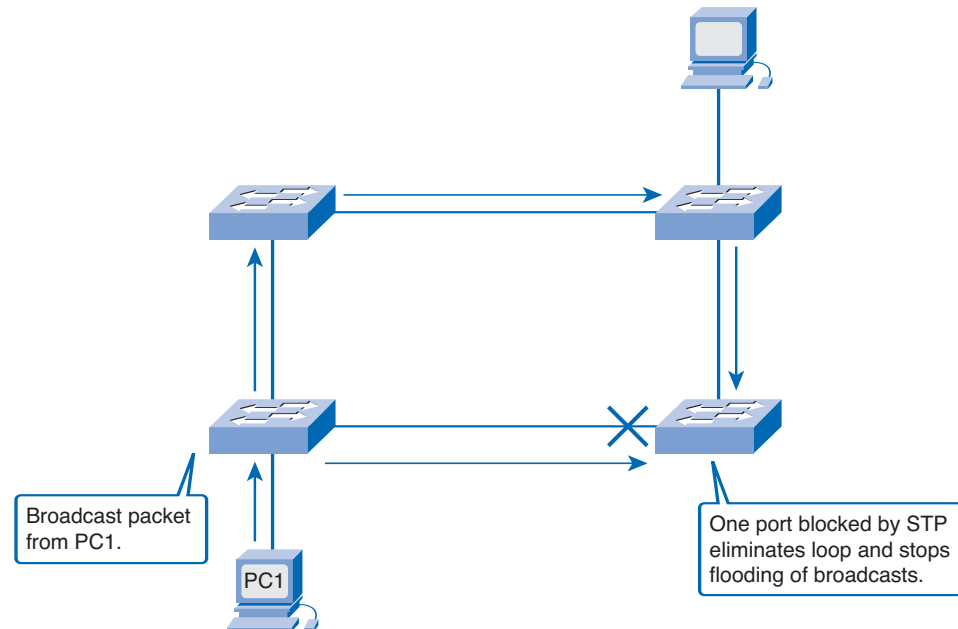 Broadcast packet
from PC1.
PC1
One port blocked by STP
eliminates loop and stops
flooding of broadcasts.